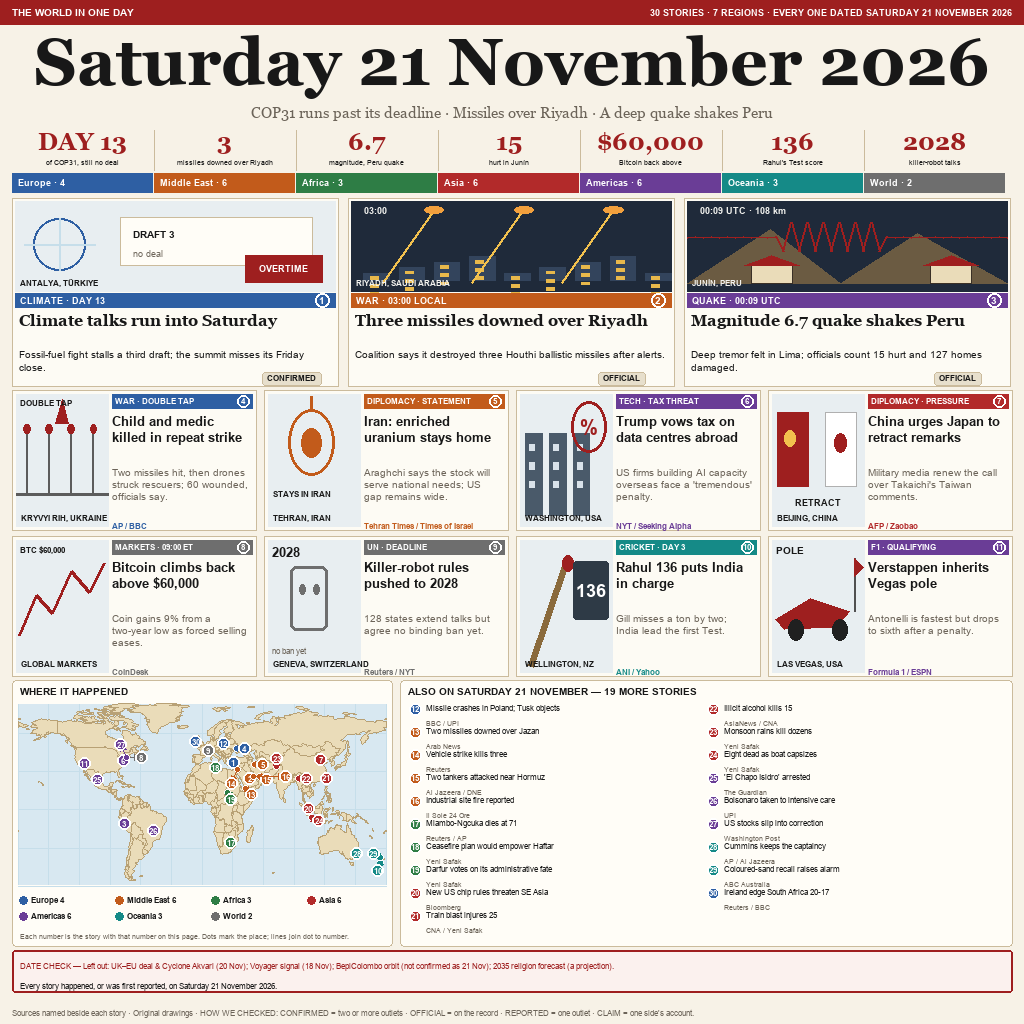 THE WORLD IN ONE DAY
30 STORIES · 7 REGIONS · EVERY ONE DATED SATURDAY 21 NOVEMBER 2026
Saturday 21 November 2026
COP31 runs past its deadline · Missiles over Riyadh · A deep quake shakes Peru
DAY 13
of COP31, still no deal
3
missiles downed over Riyadh
6.7
magnitude, Peru quake
15
hurt in Junín
$60,000
Bitcoin back above
136
Rahul's Test score
2028
killer-robot talks
Europe · 4
Middle East · 6
Africa · 3
Asia · 6
Americas · 6
Oceania · 3
World · 2
DRAFT 3
no deal
OVERTIME
ANTALYA, TÜRKIYE
CLIMATE · DAY 13
1
Climate talks run into Saturday
Fossil-fuel fight stalls a third draft; the summit misses its Friday
close.
CONFIRMED
03:00
RIYADH, SAUDI ARABIA
WAR · 03:00 LOCAL
2
Three missiles downed over Riyadh
Coalition says it destroyed three Houthi ballistic missiles after alerts.
OFFICIAL
00:09 UTC · 108 km
JUNÍN, PERU
QUAKE · 00:09 UTC
3
Magnitude 6.7 quake shakes Peru
Deep tremor felt in Lima; officials count 15 hurt and 127 homes
damaged.
OFFICIAL
DOUBLE TAP
KRYVYI RIH, UKRAINE
WAR · DOUBLE TAP
4
Child and medic
killed in repeat strike
Two missiles hit, then drones
struck rescuers; 60 wounded,
officials say.
AP / BBC
STAYS IN IRAN
TEHRAN, IRAN
DIPLOMACY · STATEMENT
5
Iran: enriched
uranium stays home
Araghchi says the stock will
serve national needs; US
gap remains wide.
Tehran Times / Times of Israel
%
WASHINGTON, USA
TECH · TAX THREAT
6
Trump vows tax on
data centres abroad
US firms building AI capacity
overseas face a 'tremendous'
penalty.
NYT / Seeking Alpha
RETRACT
BEIJING, CHINA
DIPLOMACY · PRESSURE
7
China urges Japan to
retract remarks
Military media renew the call
over Takaichi's Taiwan
comments.
AFP / Zaobao
BTC $60,000
GLOBAL MARKETS
MARKETS · 09:00 ET
8
Bitcoin climbs back
above $60,000
Coin gains 9% from a
two-year low as forced selling
eases.
CoinDesk
2028
no ban yet
GENEVA, SWITZERLAND
UN · DEADLINE
9
Killer-robot rules
pushed to 2028
128 states extend talks but
agree no binding ban yet.
Reuters / NYT
136
WELLINGTON, NZ
CRICKET · DAY 3
10
Rahul 136 puts India
in charge
Gill misses a ton by two;
India lead the first Test.
ANI / Yahoo
POLE
LAS VEGAS, USA
F1 · QUALIFYING
11
Verstappen inherits
Vegas pole
Antonelli is fastest but drops
to sixth after a penalty.
Formula 1 / ESPN
WHERE IT HAPPENED
Europe 4
Middle East 6
Africa 3
Asia 6
Americas 6
Oceania 3
World 2
Each number is the story with that number on this page. Dots mark the place; lines join dot to number.
ALSO ON SATURDAY 21 NOVEMBER — 19 MORE STORIES
12 Missile crashes in Poland; Tusk objects
BBC / UPI
13 Two missiles downed over Jazan
Arab News
14 Vehicle strike kills three
Reuters
15 Two tankers attacked near Hormuz
Al Jazeera / DNE
16 Industrial site fire reported
Il Sole 24 Ore
17 Mlambo-Ngcuka dies at 71
Reuters / AP
18 Ceasefire plan would empower Haftar
Yeni Safak
19 Darfur votes on its administrative fate
Yeni Safak
20 New US chip rules threaten SE Asia
Bloomberg
21 Train blast injures 25
CNA / Yeni Safak
22 Illicit alcohol kills 15
AsiaNews / CNA
23 Monsoon rains kill dozens
Yeni Safak
24 Eight dead as boat capsizes
Yeni Safak
25 'El Chapo Isidro' arrested
The Guardian
26 Bolsonaro taken to intensive care
UPI
27 US stocks slip into correction
Washington Post
28 Cummins keeps the captaincy
AP / Al Jazeera
29 Coloured-sand recall raises alarm
ABC Australia
30 Ireland edge South Africa 20-17
Reuters / BBC
DATE CHECK — Left out: UK–EU deal & Cyclone Akvari (20 Nov); Voyager signal (18 Nov); BepiColombo orbit (not confirmed as 21 Nov); 2035 religion forecast (a projection).
Every story happened, or was first reported, on Saturday 21 November 2026.
Sources named beside each story · Original drawings · HOW WE CHECKED: CONFIRMED = two or more outlets · OFFICIAL = on the record · REPORTED = one outlet · CLAIM = one side's account.